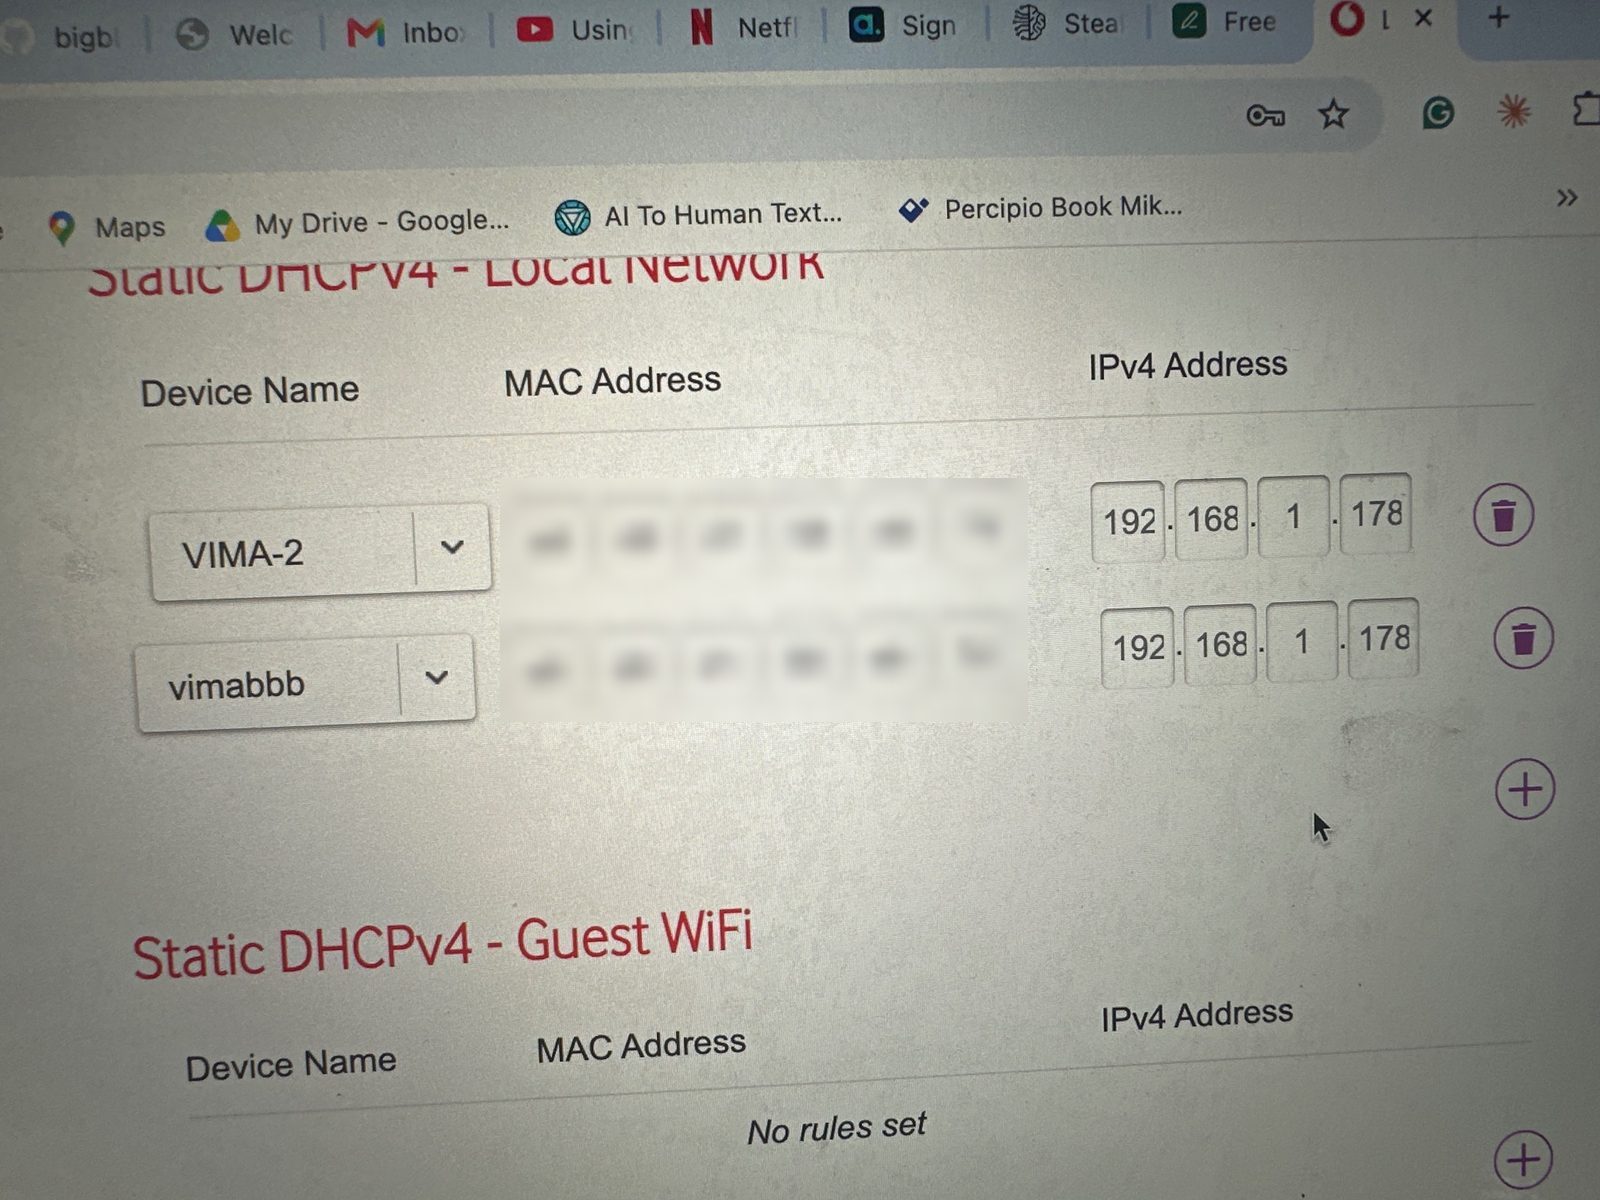 bigb Welc Inbo Usin Netfl a. Sign Stea Free L
Maps My Drive - Google... AI To Human Text... Percipio Book Mik...
Static DHCPv4 - Local Network
Device Name MAC Address IPv4 Address
VIMA-2 192 . 168 . 1 . 178
vimabbb 192 . 168 . 1 . 178
Static DHCPv4 - Guest WiFi
Device Name MAC Address IPv4 Address
No rules set